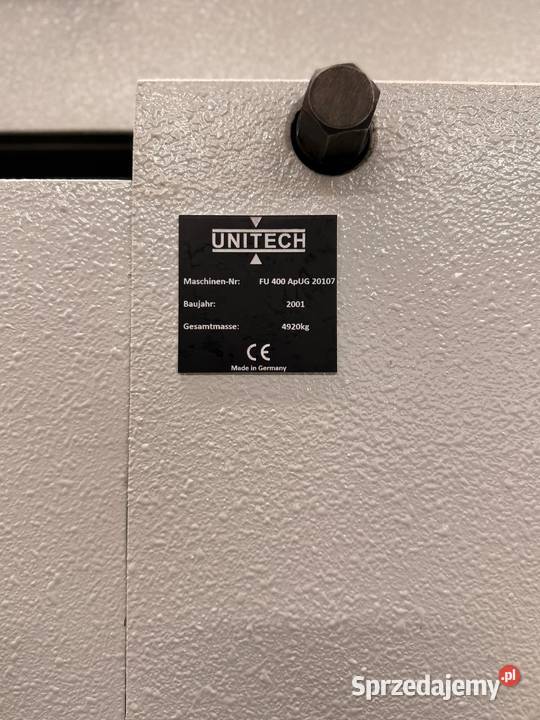 UNITECH
Maschinen-Nr: FU 400 ApUG 20107
Baujahr: 2001
Gesamtmasse: 4920kg
CE
Made in Germany
Sprzedajemy.pl